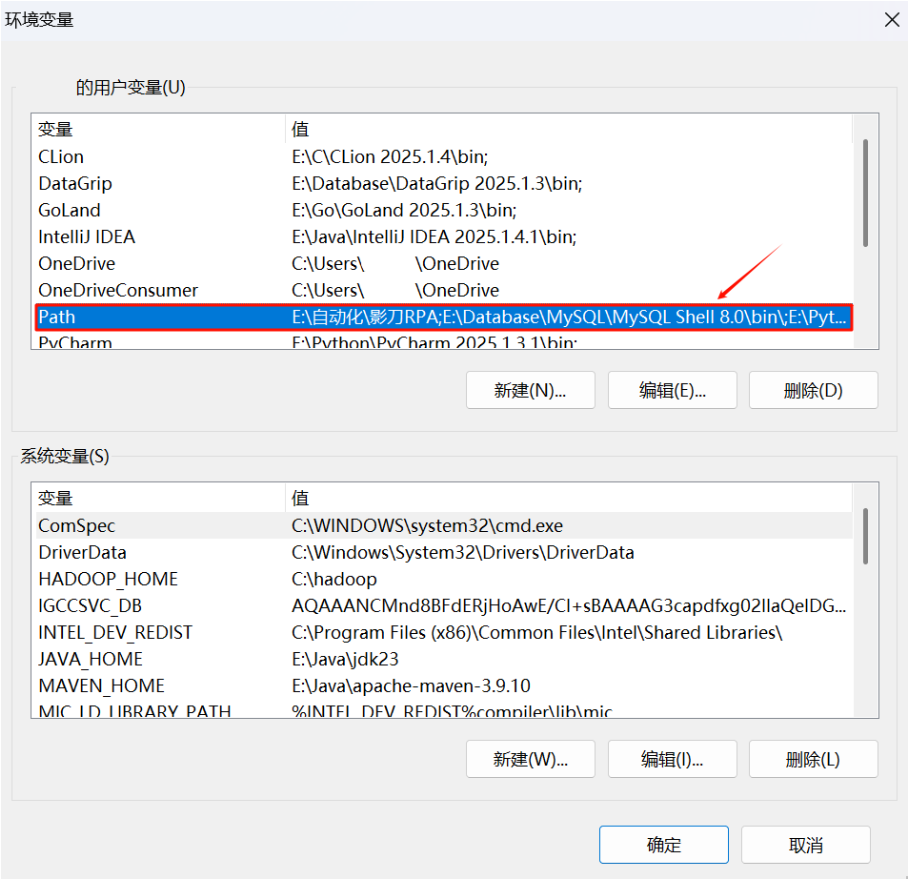 环境变量
的用户变量(U)
变量 值
CLion E:\C\CLion 2025.1.4\bin;
DataGrip E:\Database\DataGrip 2025.1.3\bin;
GoLand E:\Go\GoLand 2025.1.3\bin;
IntelliJ IDEA E:\Java\IntelliJ IDEA 2025.1.4.1\bin;
OneDrive C:\Users\ \OneDrive
OneDriveConsumer C:\Users\ \OneDrive
Path E:\自动化\影刀RPA;E:\Database\MySQL\MySQL Shell 8.0\bin\;E:\Pyt...
PyCharm E:\Python\PyCharm 2025.1.3.1\bin;
新建(N)... 编辑(E)... 删除(D)
系统变量(S)
变量 值
ComSpec C:\WINDOWS\system32\cmd.exe
DriverData C:\Windows\System32\Drivers\DriverData
HADOOP_HOME C:\hadoop
IGCCSVC_DB AQAAANCMnd8BFdERjHoAwE/Cl+sBAAAAG3capdfxg02IlaQelDG...
INTEL_DEV_REDIST C:\Program Files (x86)\Common Files\Intel\Shared Libraries\
JAVA_HOME E:\Java\jdk23
MAVEN_HOME E:\Java\apache-maven-3.9.10
MIC_LD_LIBRARY_PATH %INTEL_DEV_REDIST%compiler\lib\mic
新建(W)... 编辑(I)... 删除(L)
确定 取消